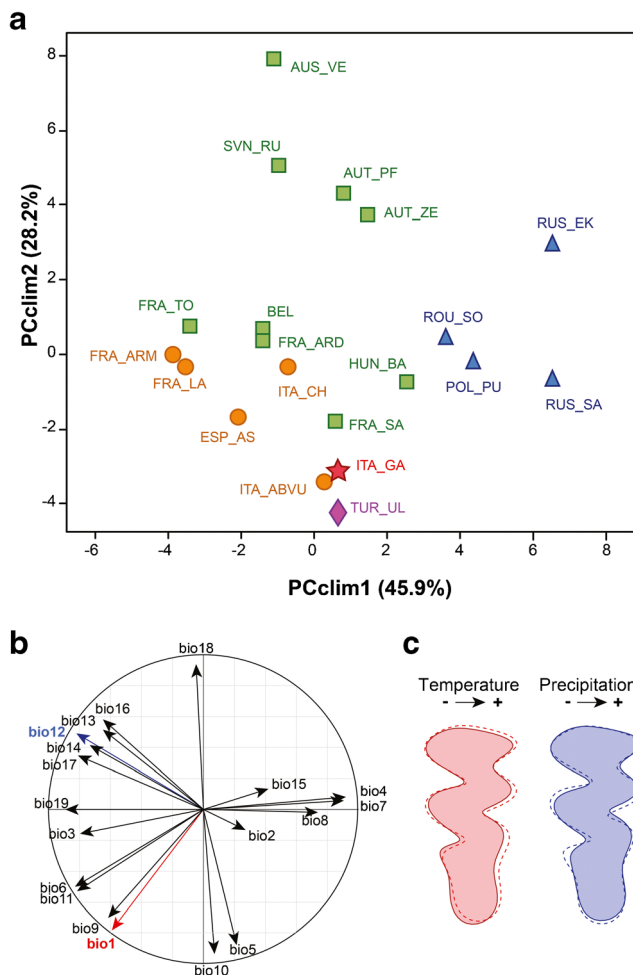 a
8
AUS_VE
6
SVN_RU
AUT_PF
4
AUT_ZE
RUS_EK
PCclim2 (28.2%)
2
FRA_TO
BEL
ROU_SO
FRA_ARM
FRA_ARD
0
HUN_BA
FRA_LA
ITA_CH
POL_PU
RUS_SA
-2
ESP_AS
FRA_SA
ITA_GA
ITA_ABVU
-4
TUR_UL
-6 -4 -2 0 2 4 6 8
PCclim1 (45.9%)
b
bio18
bio16
bio13
bio12
bio14
bio17
bio15
bio4
bio19
bio7
bio8
bio3
bio2
bio6
bio11
bio9
bio1
bio5
bio10
c
Temperature
- +
Precipitation
- +